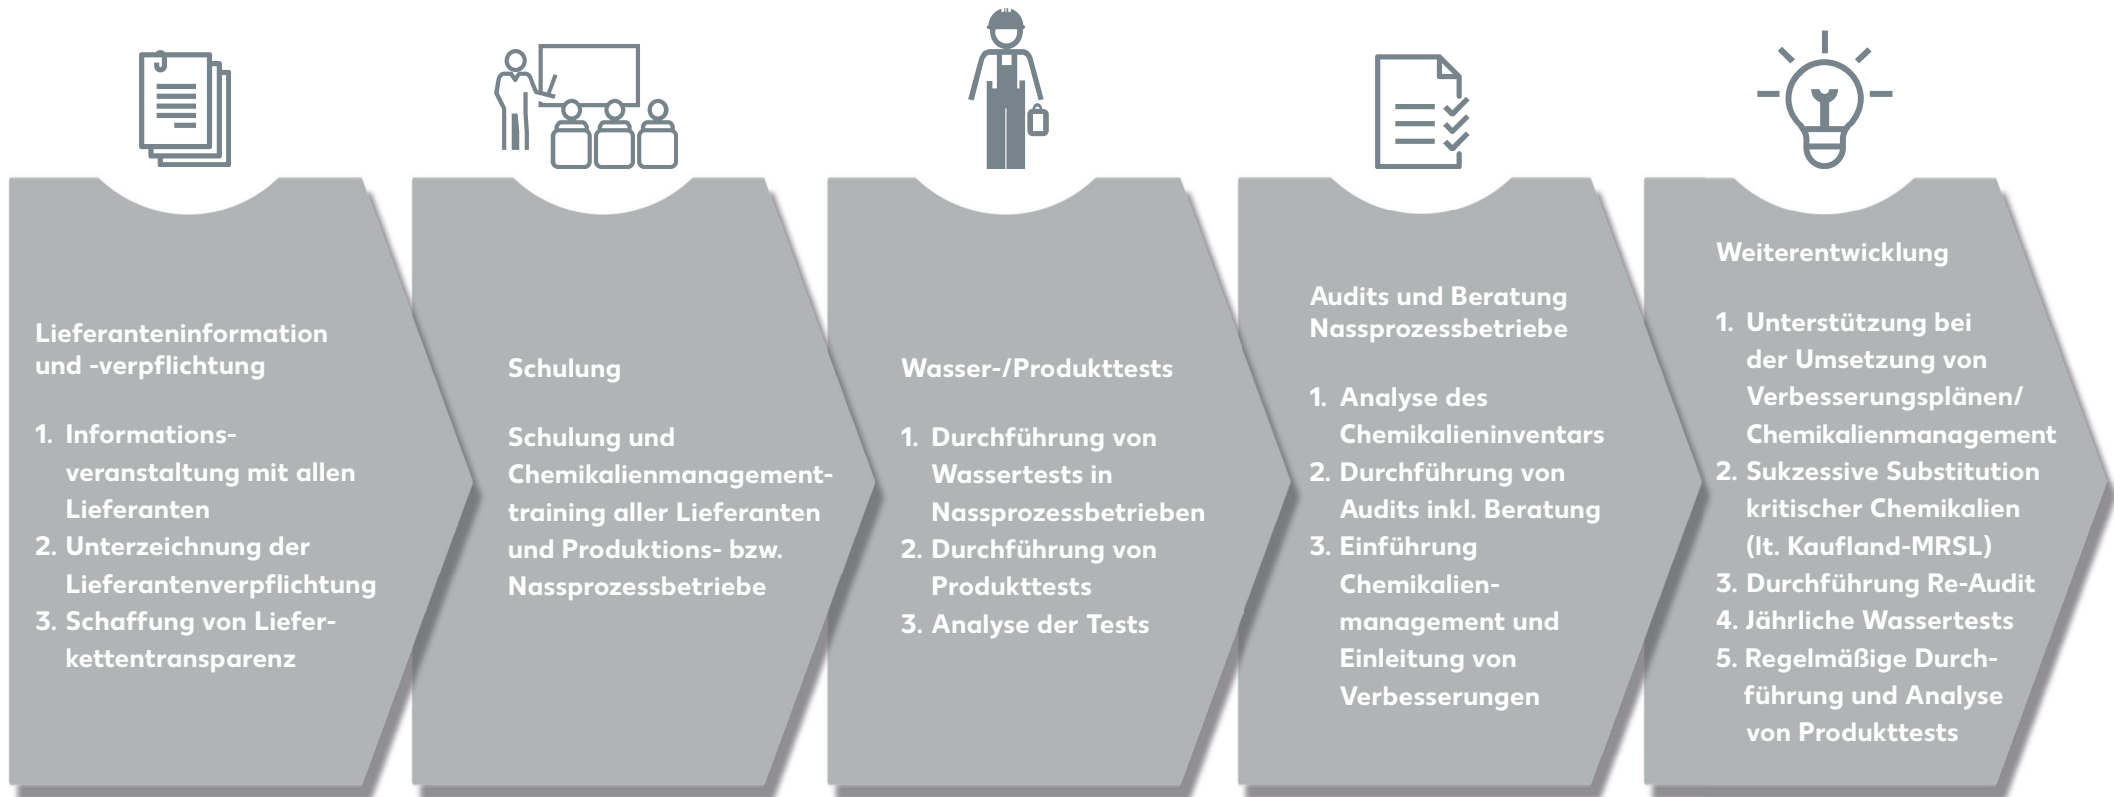 Lieferanteninformation
und -verpflichtung
1. Informations-
veranstaltung mit allen
Lieferanten
2. Unterzeichnung der
Lieferantenverpflichtung
3. Schaffung von Liefer-
kettentransparenz
Schulung
Schulung und
Chemikalienmanagement-
training aller Lieferanten
und Produktions- bzw.
Nassprozessbetriebe
Wasser-/Produkttests
1. Durchführung von
Wassertests in
Nassprozessbetrieben
2. Durchführung von
Produkttests
3. Analyse der Tests
Audits und Beratung
Nassprozessbetriebe
1. Analyse des
Chemikalieninventars
2. Durchführung von
Audits inkl. Beratung
3. Einführung
Chemikalien-
management und
Einleitung von
Verbesserungen
Weiterentwicklung
1. Unterstützung bei
der Umsetzung von
Verbesserungsplänen/
Chemikalienmanagement
2. Sukzessive Substitution
kritischer Chemikalien
(lt. Kaufland-MRSL)
3. Durchführung Re-Audit
4. Jährliche Wassertests
5. Regelmäßige Durch-
führung und Analyse
von Produkttests